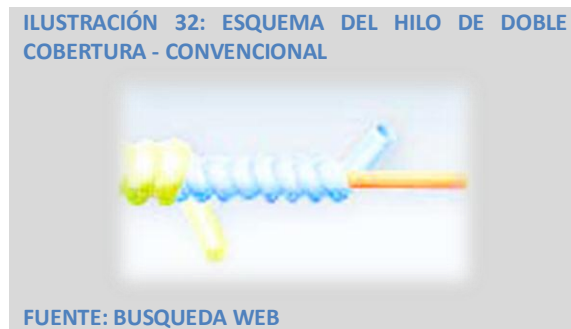 ILUSTRACIÓN 32: ESQUEMA DEL HILO DE DOBLE
COBERTURA - CONVENCIONAL
FUENTE: BUSQUEDA WEB